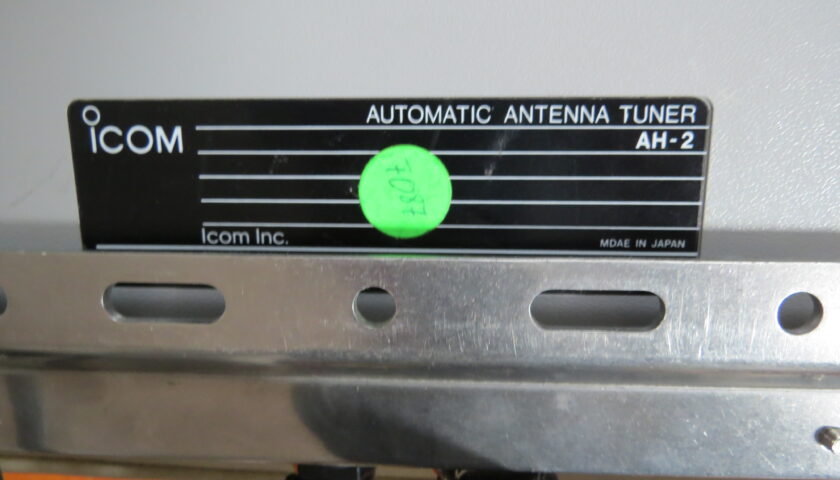 ICOM
AUTOMATIC ANTENNA TUNER
AH-2
Icom Inc.
MDAE IN JAPAN